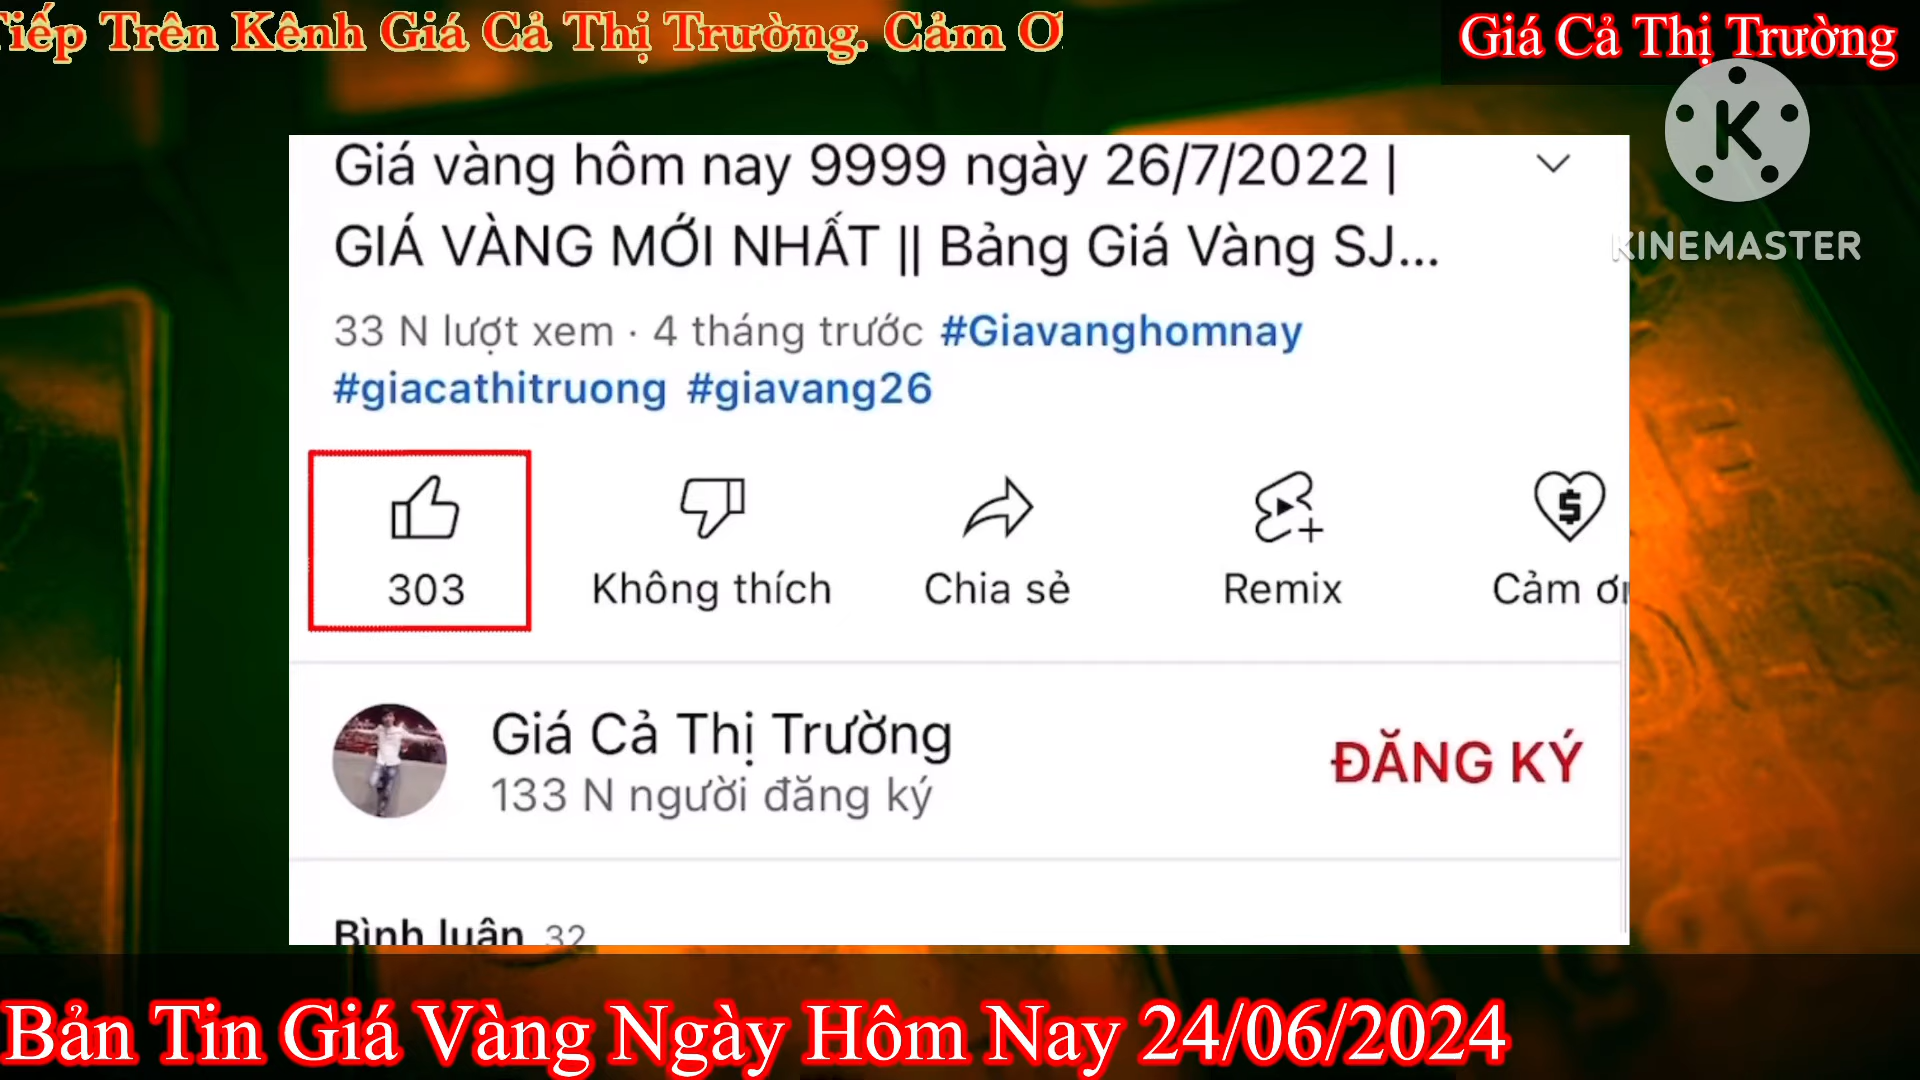 Tiếp Trên Kênh Giá Cả Thị Trường. Cảm Ơ
Giá Cả Thị Trường
K
KINEMASTER
Giá vàng hôm nay 9999 ngày 26/7/2022 |
GIÁ VÀNG MỚI NHẤT || Bảng Giá Vàng SJ...
33 N lượt xem · 4 tháng trước #Giavanghomnay
#giacathitruong #giavang26
303 Không thích Chia sẻ Remix Cảm ơn
Giá Cả Thị Trường
133 N người đăng ký
ĐĂNG KÝ
Bình luận 32
Bản Tin Giá Vàng Ngày Hôm Nay 24/06/2024